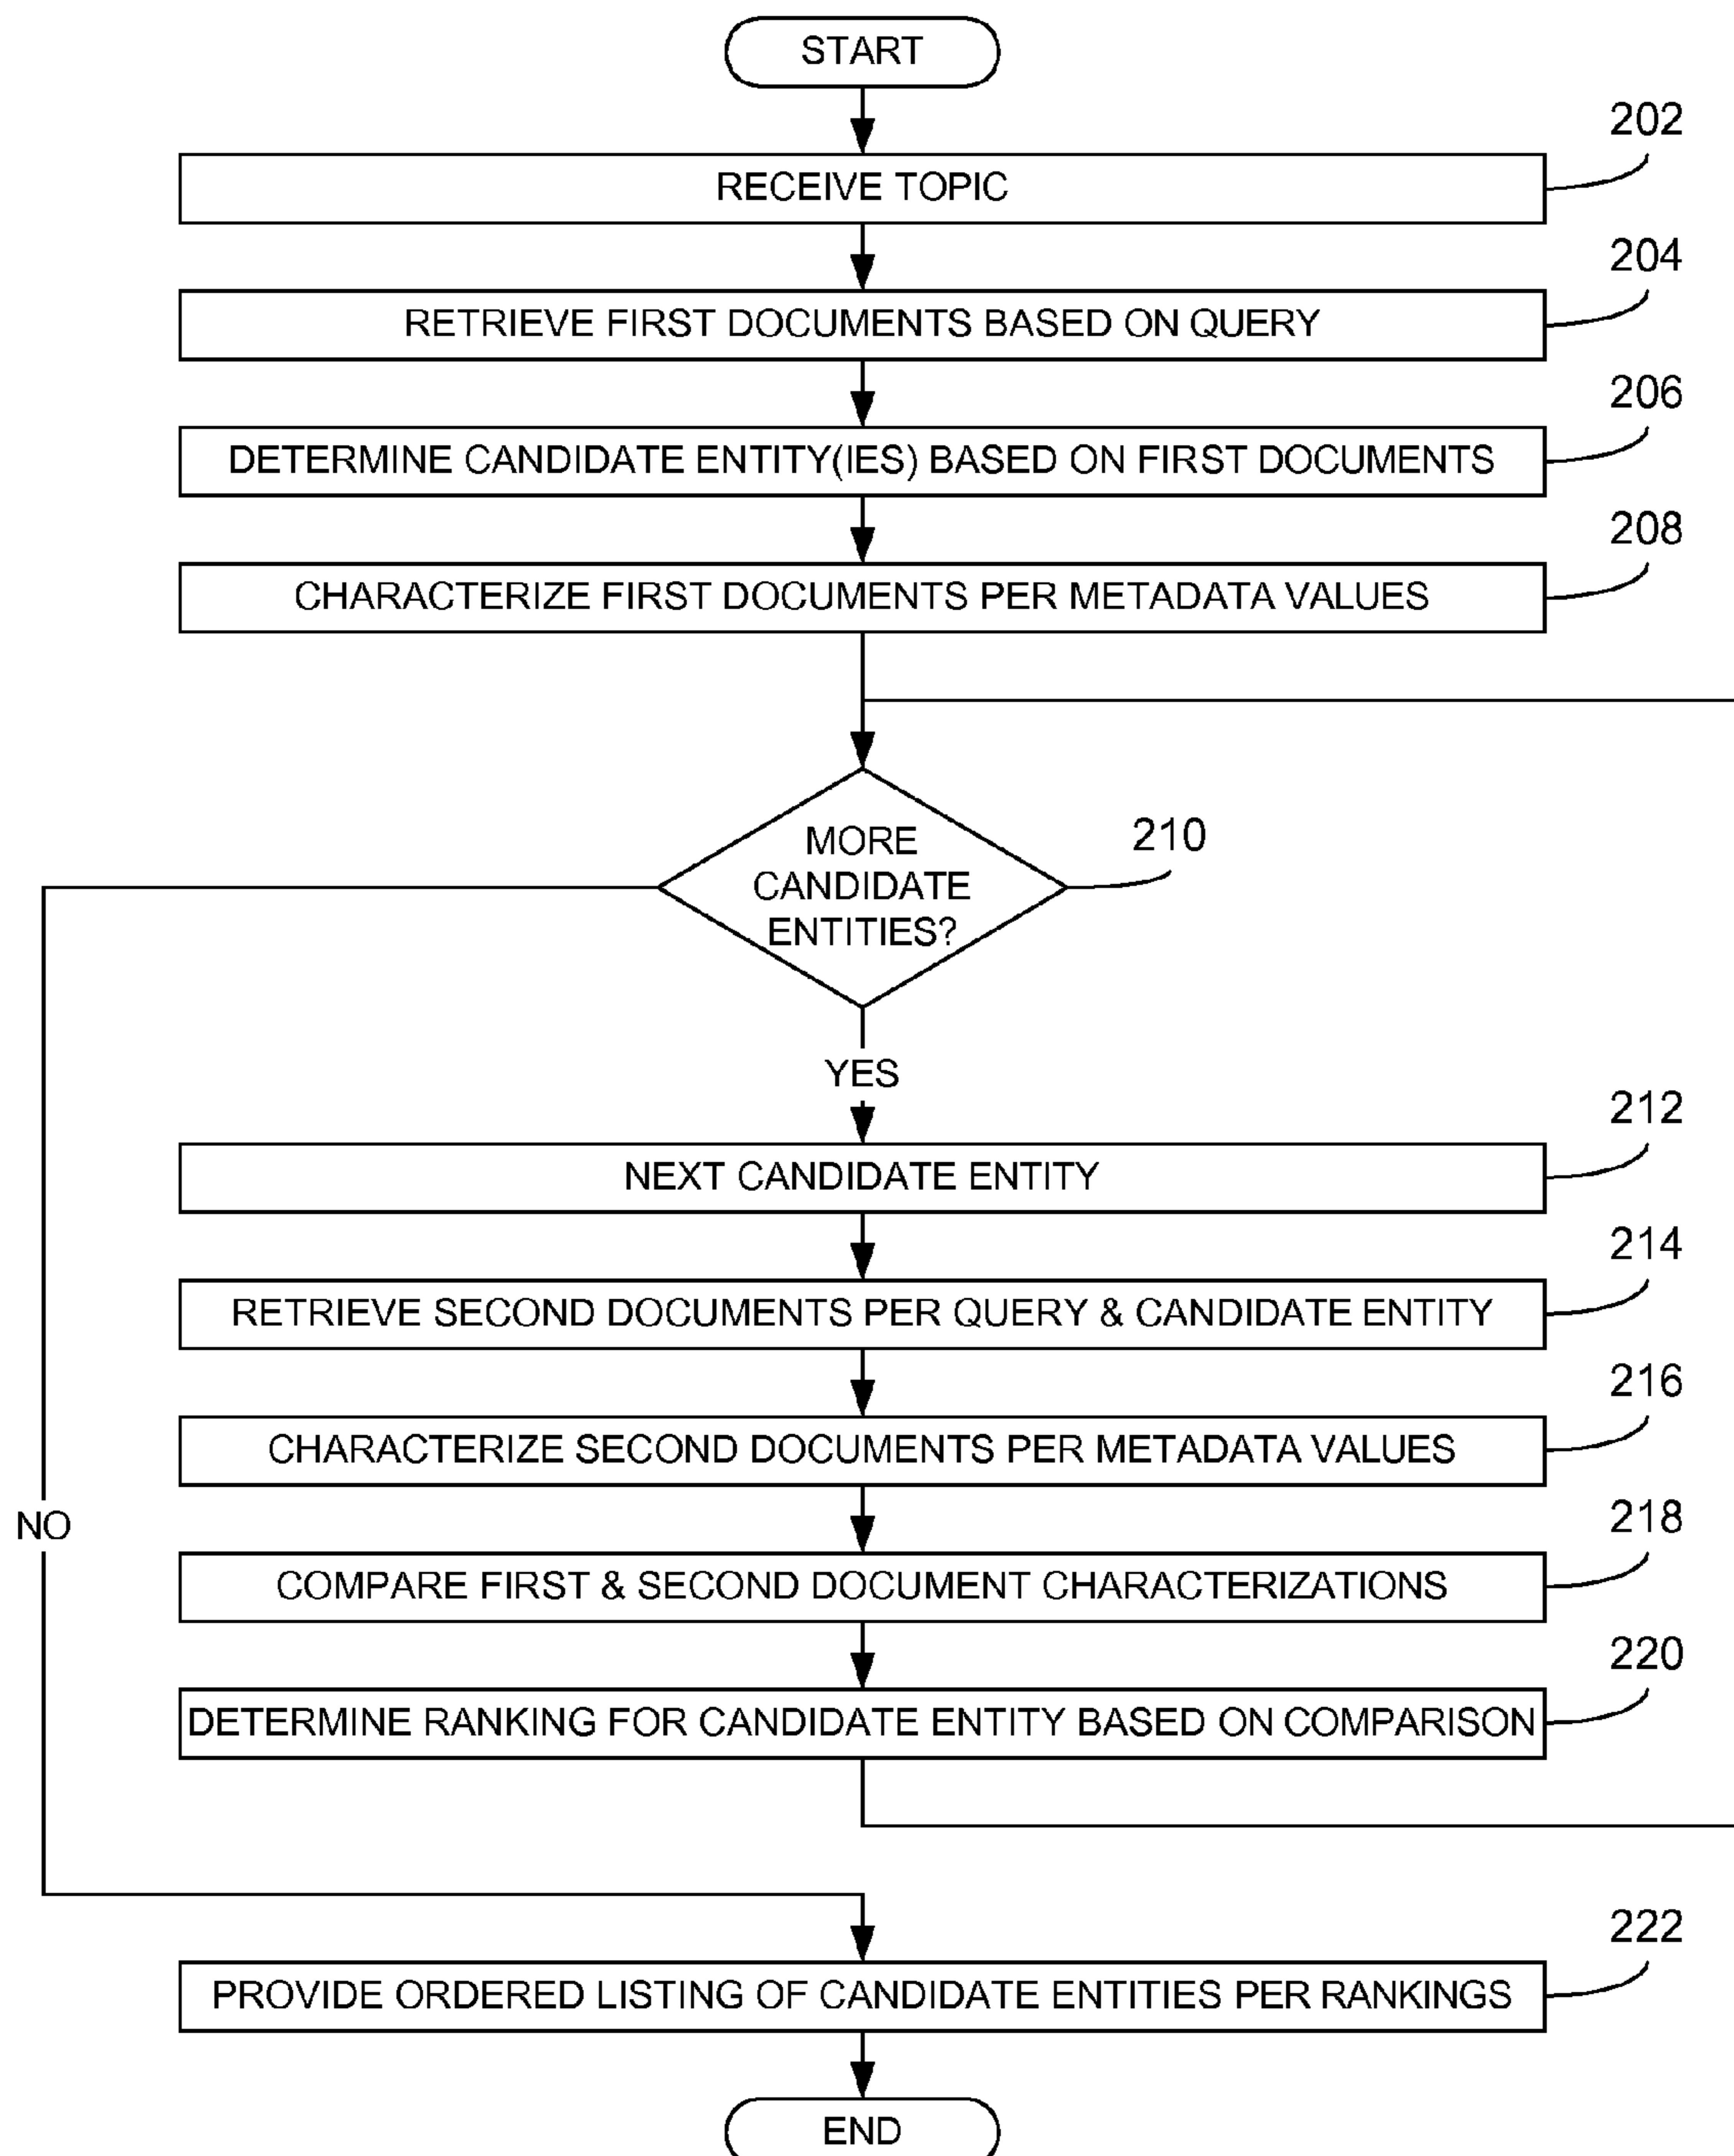 START
202
RECEIVE TOPIC
204
RETRIEVE FIRST DOCUMENTS BASED ON QUERY
206
DETERMINE CANDIDATE ENTITY(IES) BASED ON FIRST DOCUMENTS
208
CHARACTERIZE FIRST DOCUMENTS PER METADATA VALUES
210
MORE
CANDIDATE
ENTITIES?
YES
212
NEXT CANDIDATE ENTITY
214
RETRIEVE SECOND DOCUMENTS PER QUERY & CANDIDATE ENTITY
216
CHARACTERIZE SECOND DOCUMENTS PER METADATA VALUES
NO
218
COMPARE FIRST & SECOND DOCUMENT CHARACTERIZATIONS
220
DETERMINE RANKING FOR CANDIDATE ENTITY BASED ON COMPARISON
222
PROVIDE ORDERED LISTING OF CANDIDATE ENTITIES PER RANKINGS
END